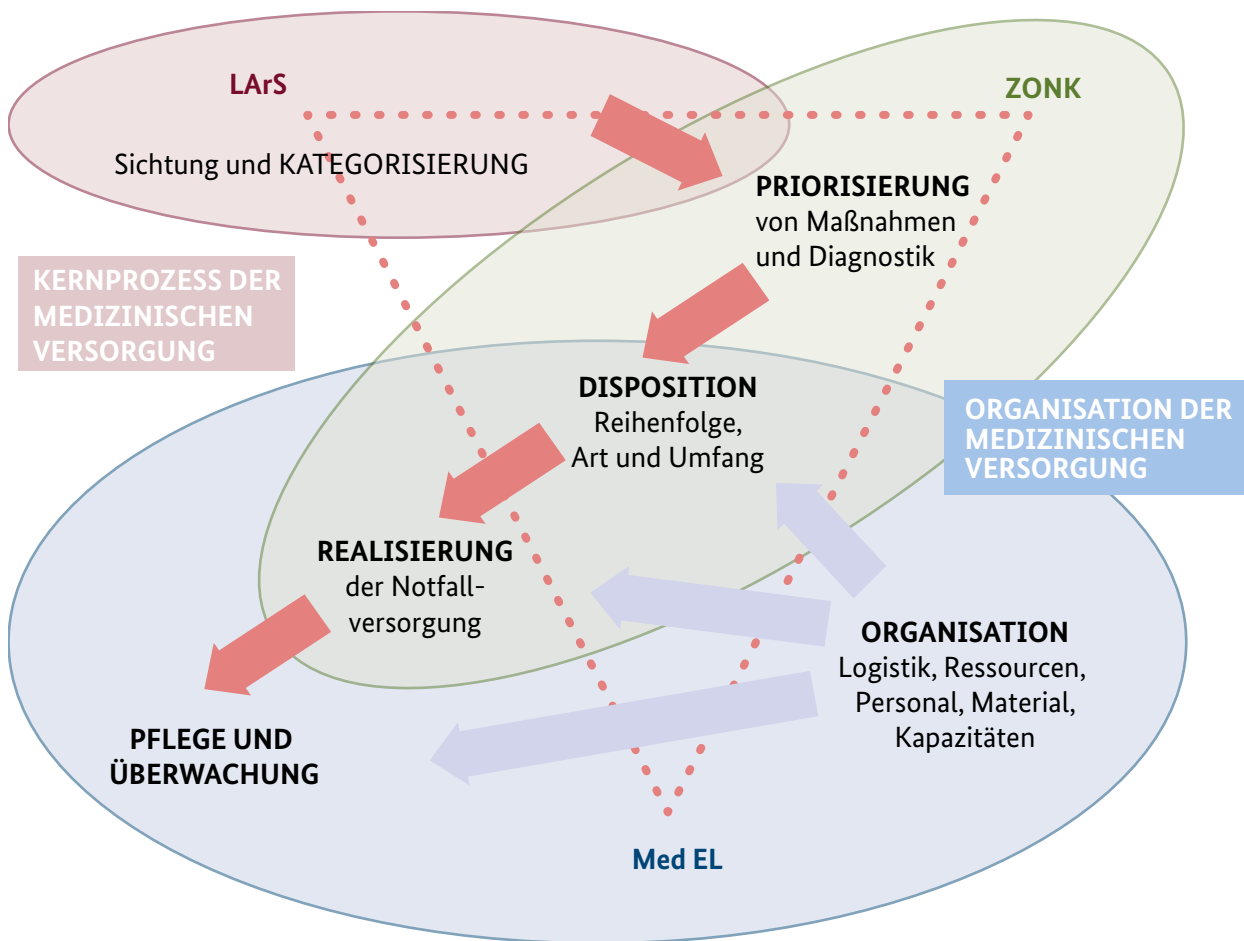 LArS
ZONK
Sichtung und KATEGORISIERUNG
PRIORISIERUNG
von Maßnahmen
und Diagnostik
KERNPROZESS DER
MEDIZINISCHEN
VERSORGUNG
DISPOSITION
Reihenfolge,
Art und Umfang
ORGANISATION DER
MEDIZINISCHEN
VERSORGUNG
REALISIERUNG
der Notfall-
versorgung
ORGANISATION
Logistik, Ressourcen,
Personal, Material,
Kapazitäten
PFLEGE UND
ÜBERWACHUNG
Med EL